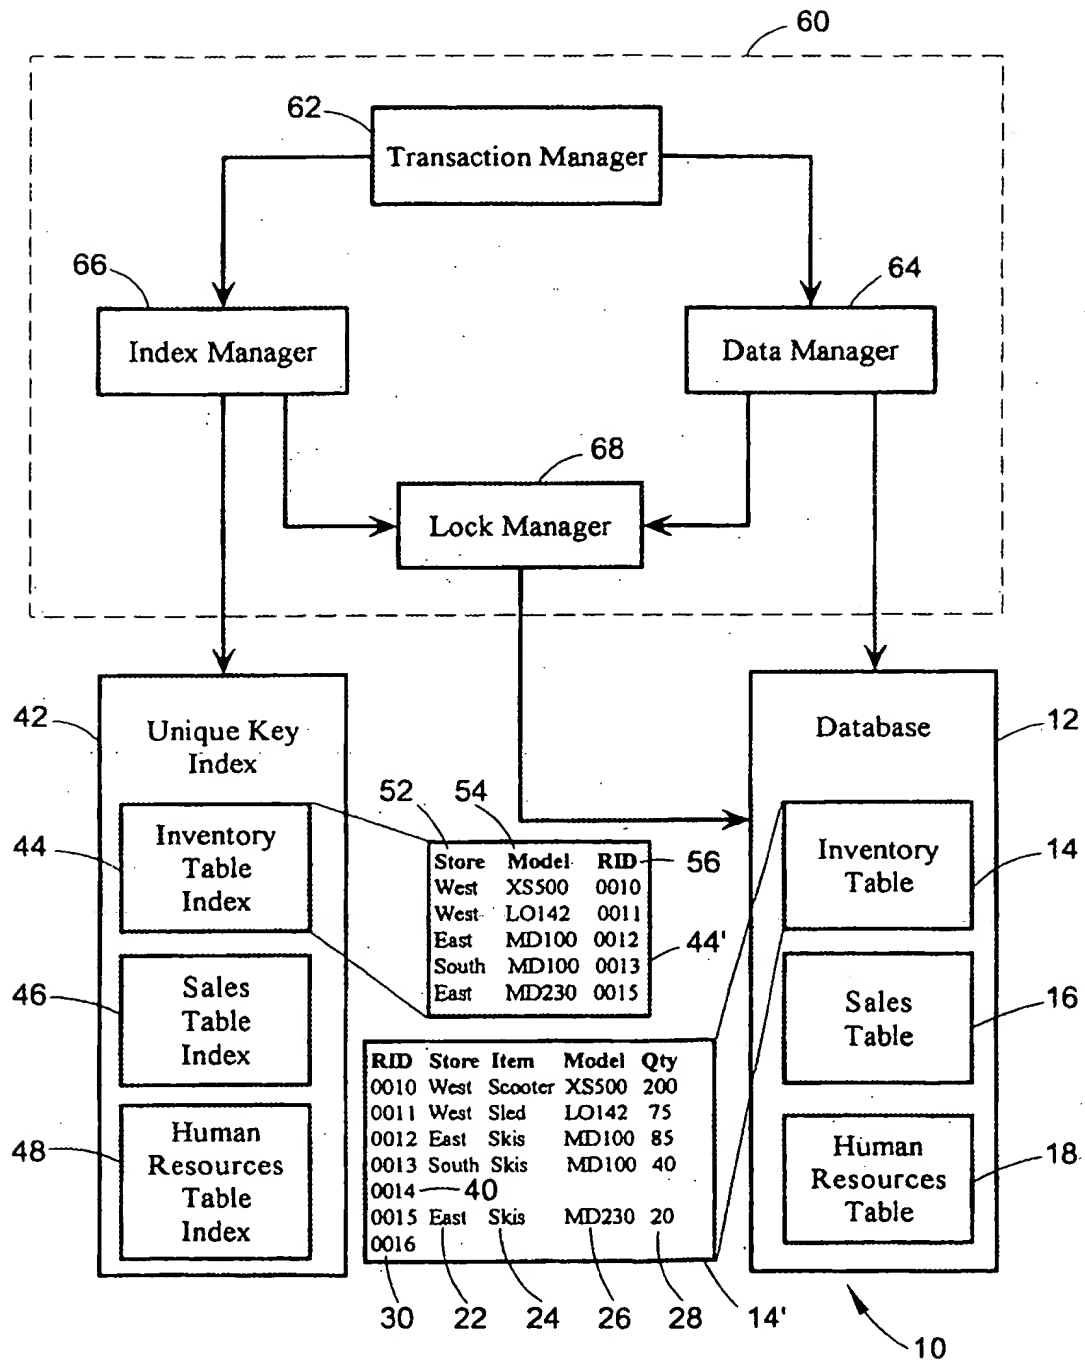 60
62
Transaction Manager
66
64
Index Manager
Data Manager
68
Lock Manager
42
Unique Key
Index
Database
12
52
54
44
Inventory
Table
Index
Store Model RID
56
West XS500 0010
West LO142 0011
East MD100 0012
South MD100 0013
East MD230 0015
44'
Inventory
Table
14
46
Sales
Table
Index
Sales
Table
16
48
Human
Resources
Table
Index
RID Store Item Model Qty
0010 West Scooter XS500 200
0011 West Sled LO142 75
0012 East Skis MD100 85
0013 South Skis MD100 40
0014 40
0015 East Skis MD230 20
0016
Human
Resources
Table
18
30 22 24 26 28 14'
10